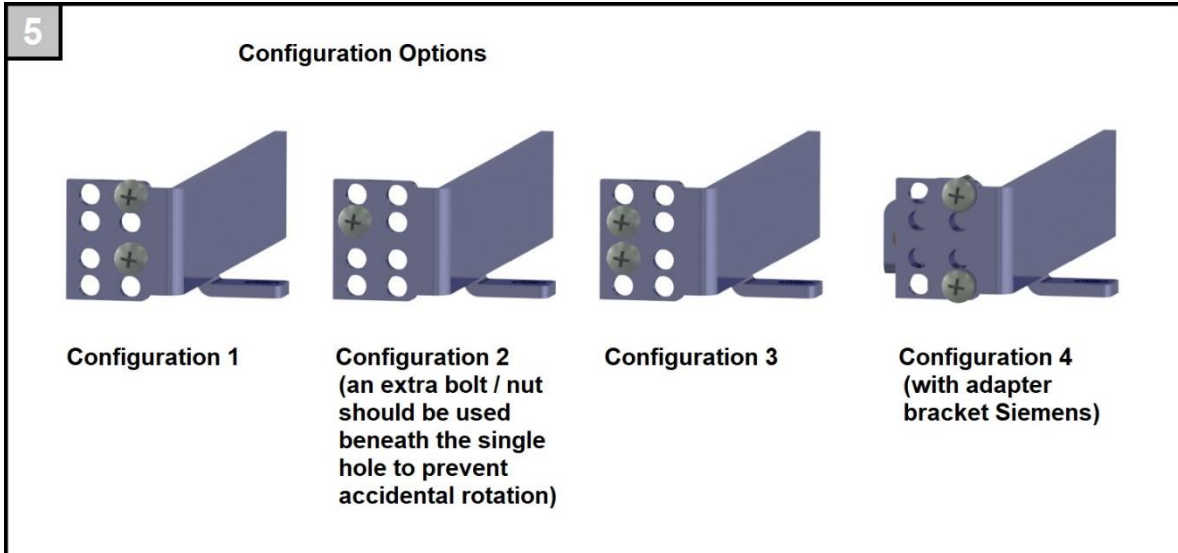 5
Configuration Options
Configuration 1
Configuration 2
(an extra bolt / nut
should be used
beneath the single
hole to prevent
accidental rotation)
Configuration 3
Configuration 4
(with adapter
bracket Siemens)